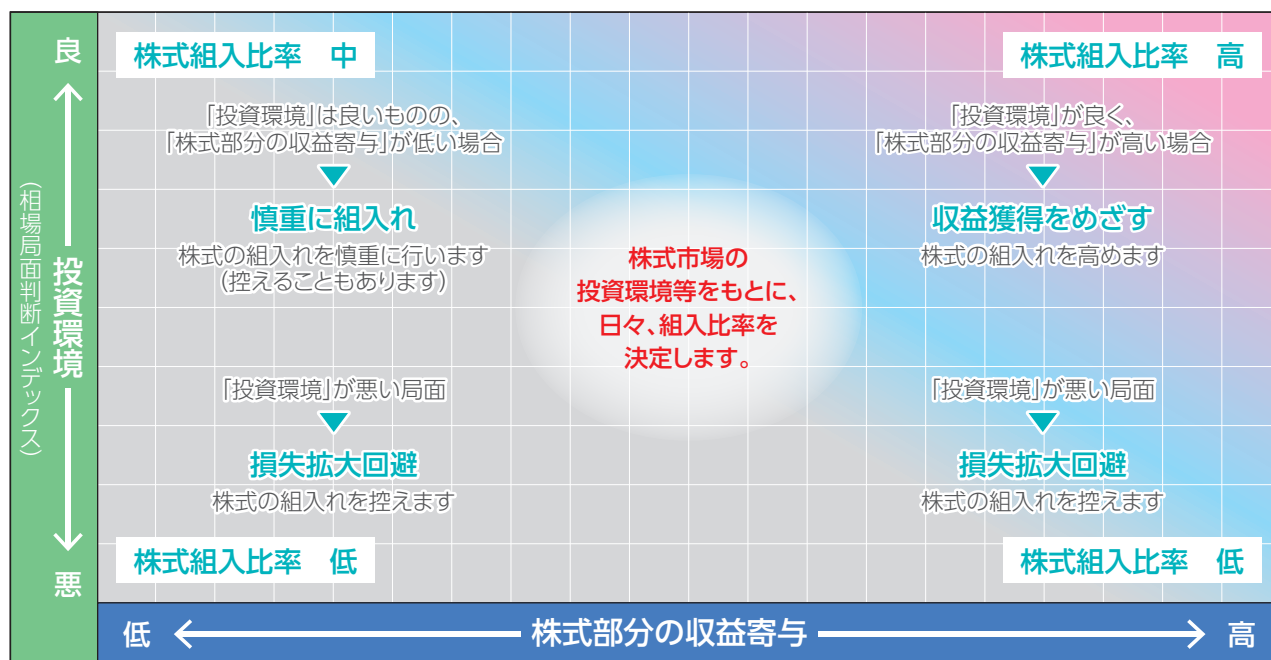 良
投資環境
(相場局面判断インデックス)
悪
株式組入比率 中
「投資環境」は良いものの、
「株式部分の収益寄与」が低い場合
慎重に組入れ
株式の組入れを慎重に行います
(控えることもあります)
株式組入比率 高
「投資環境」が良く、
「株式部分の収益寄与」が高い場合
収益獲得をめざす
株式の組入れを高めます
株式市場の
投資環境等をもとに、
日々、組入比率を
決定します。
「投資環境」が悪い局面
損失拡大回避
株式の組入れを控えます
株式組入比率 低
「投資環境」が悪い局面
損失拡大回避
株式の組入れを控えます
株式組入比率 低
低 株式部分の収益寄与 高